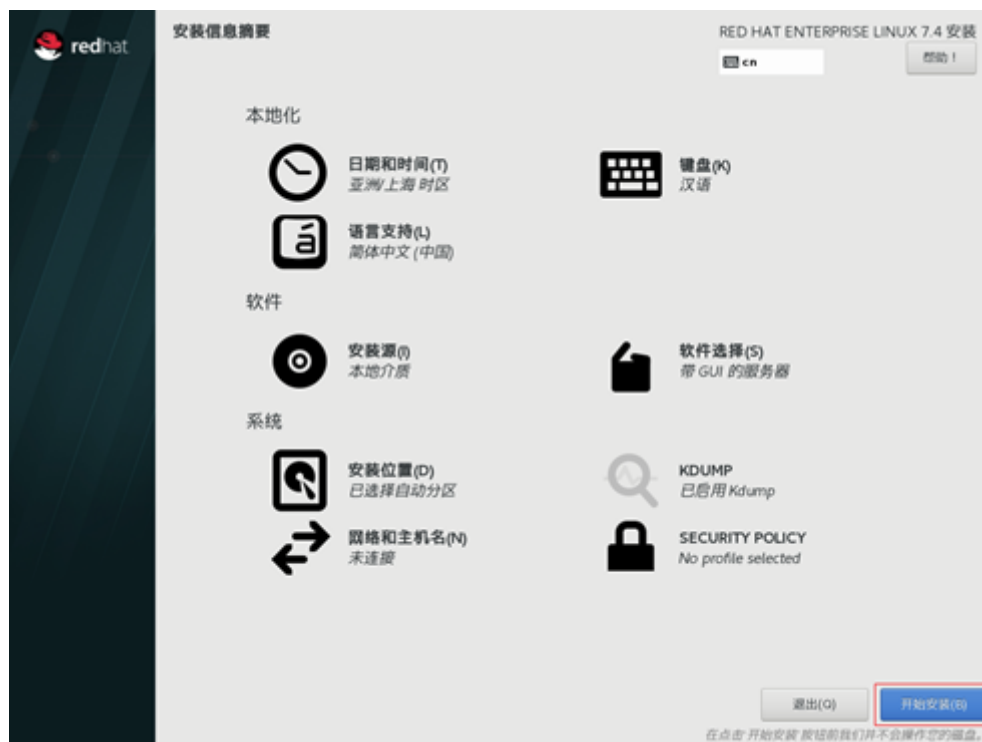 redhat
安装信息摘要
RED HAT ENTERPRISE LINUX 7.4 安装
cn
帮助！
本地化
日期和时间(T)
亚洲/上海 时区
键盘(K)
汉语
á
语言支持(L)
简体中文 (中国)
软件
安装源(I)
本地介质
软件选择(S)
带 GUI 的服务器
系统
安装位置(D)
已选择自动分区
KDUMP
已启用 Kdump
网络和主机名(N)
未连接
SECURITY POLICY
No profile selected
退出(Q)
开始安装(B)
在点击'开始安装'按钮前我们并不会操作您的磁盘。